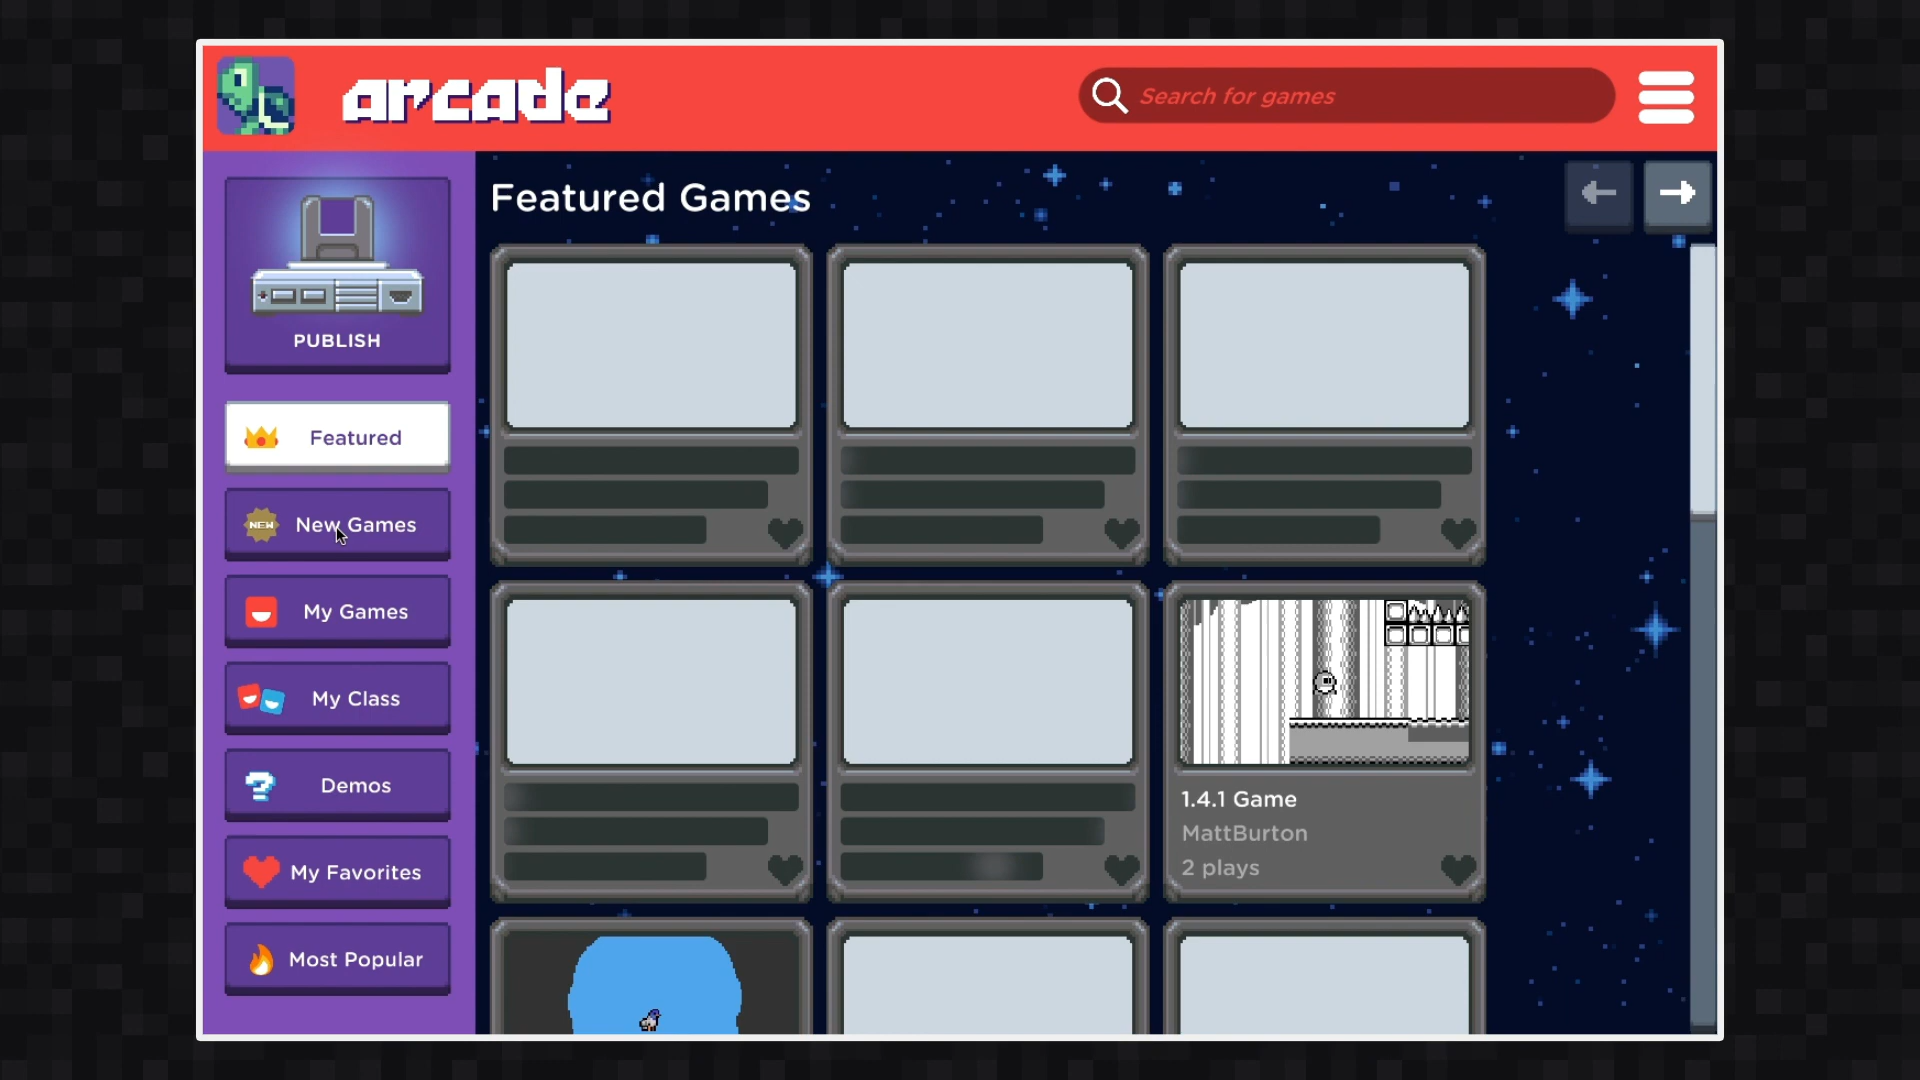 arcade
Search for games
Featured Games
PUBLISH
Featured
NEW
New Games
My Games
My Class
Demos
My Favorites
Most Popular
1.4.1 Game
MattBurton
2 plays